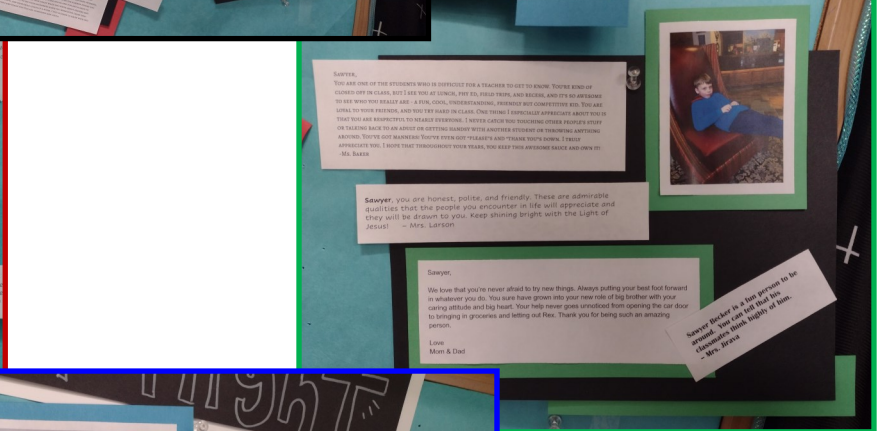 SAWYER,
YOU ARE ONE OF THE STUDENTS WHO IS DIFFICULT FOR A TEACHER TO GET TO KNOW. YOU'RE KIND OF
CLOSED OFF IN CLASS, BUT I SEE YOU AT LUNCH, PHY ED, FIELD TRIPS, AND RECESS, AND IT'S SO AWESOME
TO SEE WHO YOU REALLY ARE - A FUN, COOL, UNDERSTANDING, FRIENDLY BUT COMPETITIVE KID. YOU ARE
LOYAL TO YOUR FRIENDS, AND YOU TRY HARD IN CLASS. ONE THING I ESPECIALLY APPRECIATE ABOUT YOU IS
THAT YOU ARE RESPECTFUL TO NEARLY EVERYONE. I NEVER CATCH YOU TOUCHING OTHER PEOPLE'S STUFF
OR TALKING BACK TO AN ADULT OR GETTING HANDSY WITH ANOTHER STUDENT OR THROWING ANYTHING
AROUND. YOU'VE GOT MANNERS! YOU'VE EVEN GOT "PLEASE"S AND "THANK YOU"S DOWN. I TRULY
APPRECIATE YOU. I HOPE THAT THROUGHOUT YOUR YEARS, YOU KEEP THIS AWESOME SAUCE AND OWN IT!
-MS. BAKER
Sawyer, you are honest, polite, and friendly. These are admirable
qualities that the people you encounter in life will appreciate and
they will be drawn to you. Keep shining bright with the Light of
Jesus! - Mrs. Larson
Sawyer,
We love that you're never afraid to try new things. Always putting your best foot forward
in whatever you do. You sure have grown into your new role of big brother with your
caring attitude and big heart. Your help never goes unnoticed from opening the car door
to bringing in groceries and letting out Rex. Thank you for being such an amazing
person.
Love
Mom & Dad
Sawyer Becker is a fun person to be
around. You can tell that his
classmates think highly of him.
- Mrs. Jirava